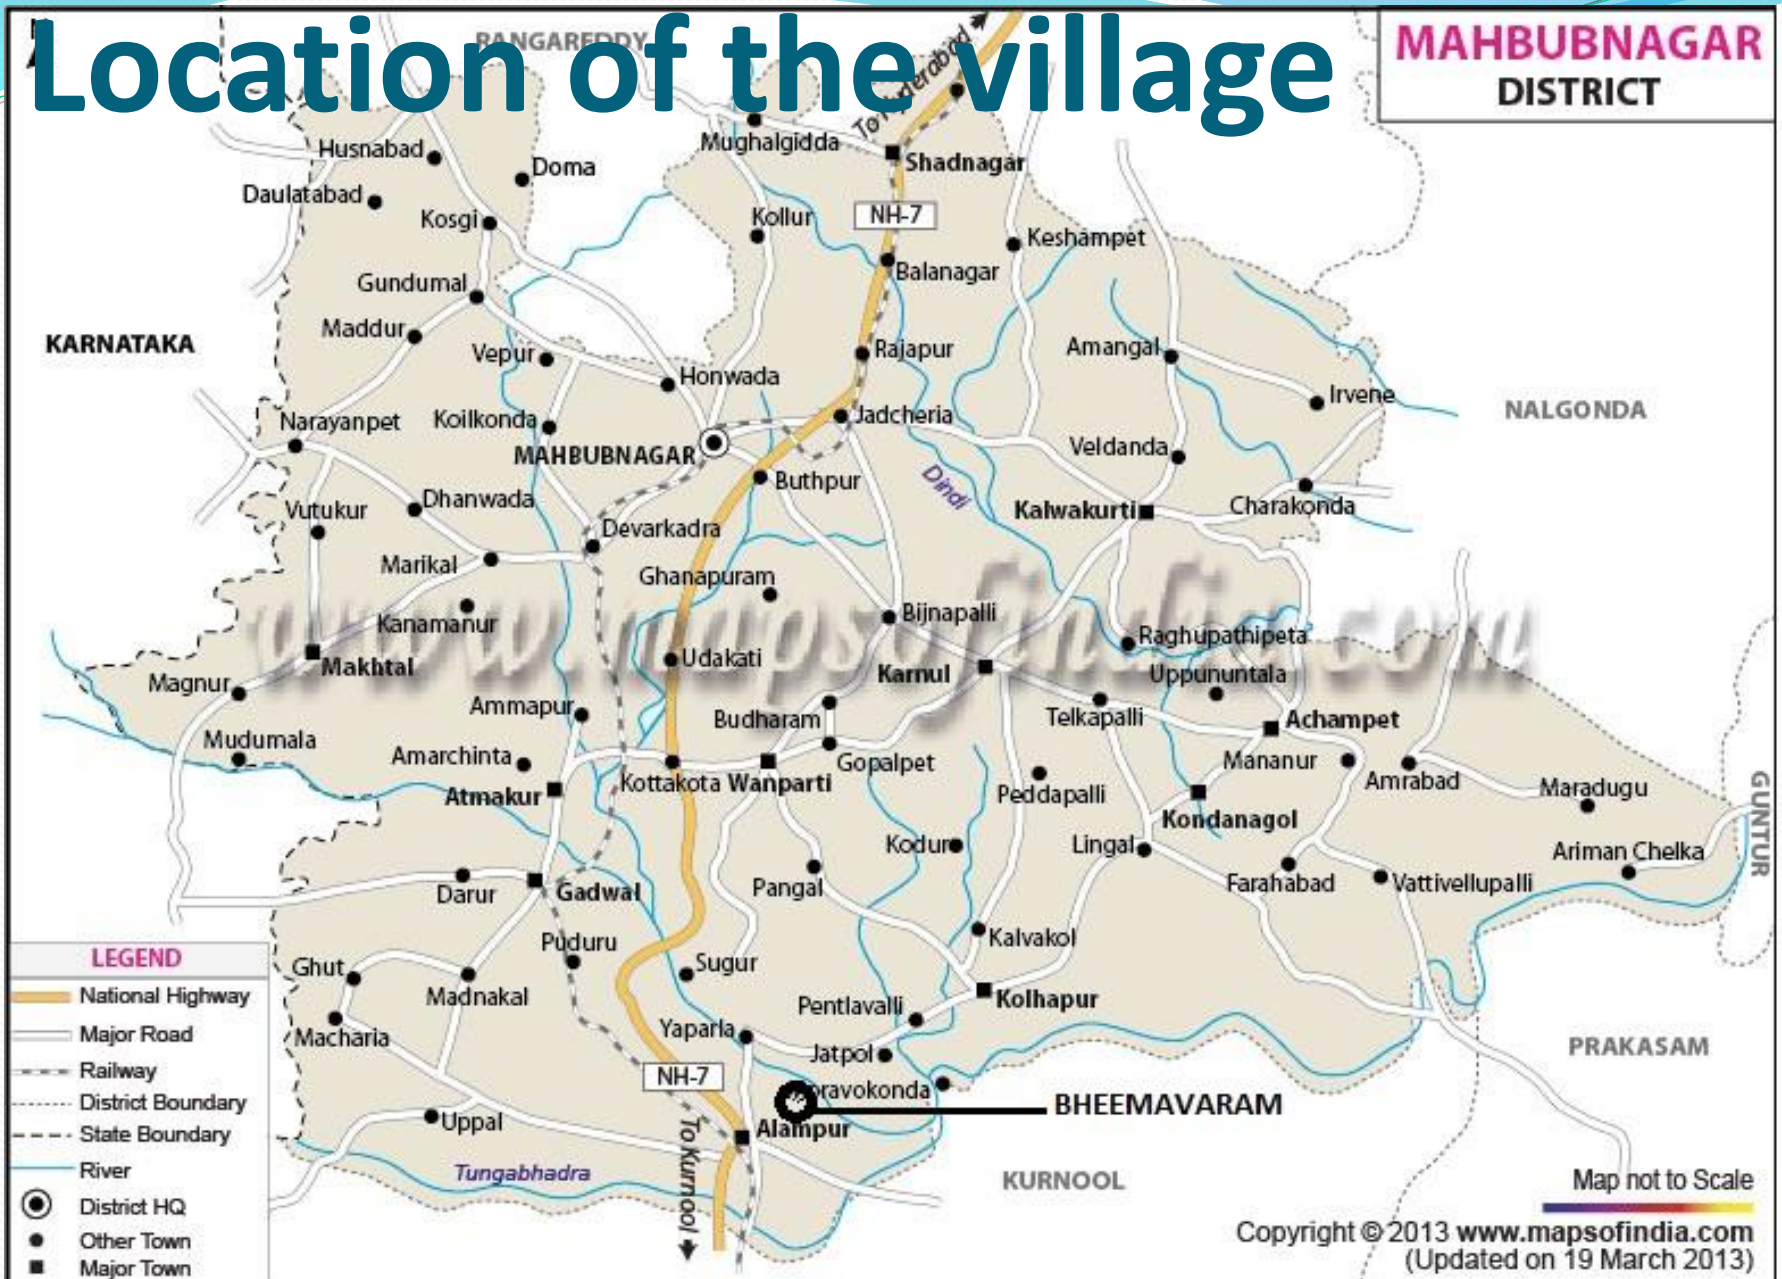 Location of the village
MAHBUBNAGAR
DISTRICT
RANGAREDDY
To Hyderabad
Mughalgidda
Shadnagar
Husnabad
Doma
Daulatabad
Kosgi
Kollur
NH-7
Keshampet
Balanagar
Gundumal
KARNATAKA
Maddur
Vepur
Rajapur
Amangal
Honwada
Irvene
NALGONDA
Narayanpet
Koilkonda
Jadcheria
MAHBUBNAGAR
Veldanda
Buthpur
Dindi
Dhanwada
Vutukur
Kalwakurti
Charakonda
Devarkadra
Marikal
Ghanapuram
www.mapsofindia.com
Kanamanur
Bijnapalli
Raghupathipeta
Makhtal
Udakati
Karnul
Uppununtala
Magnur
Ammapur
Budharam
Telkapalli
Achampet
Mudumala
Amarchinta
Gopalpet
Mananur
Amrabad
Kottakota
Wanparti
Atmakur
Peddapalli
Maradugu
GUNTUR
Kondanagol
Kodur
Lingal
Ariman Chelka
Darur
Gadwal
Pangal
Farahabad
Vattivellupalli
Puduru
Kalvakol
LEGEND
National Highway
Major Road
Railway
District Boundary
State Boundary
River
District HQ
Other Town
Major Town
Ghut
Madnakal
Sugur
Kolhapur
Pentlavalli
Macharia
Yaparla
Jatpol
PRAKASAM
NH-7
oravokonda
BHEEMAVARAM
Uppal
Alampur
To Kurnool
Tungabhadra
KURNOOL
Map not to Scale
Copyright © 2013 www.mapsofindia.com
(Updated on 19 March 2013)